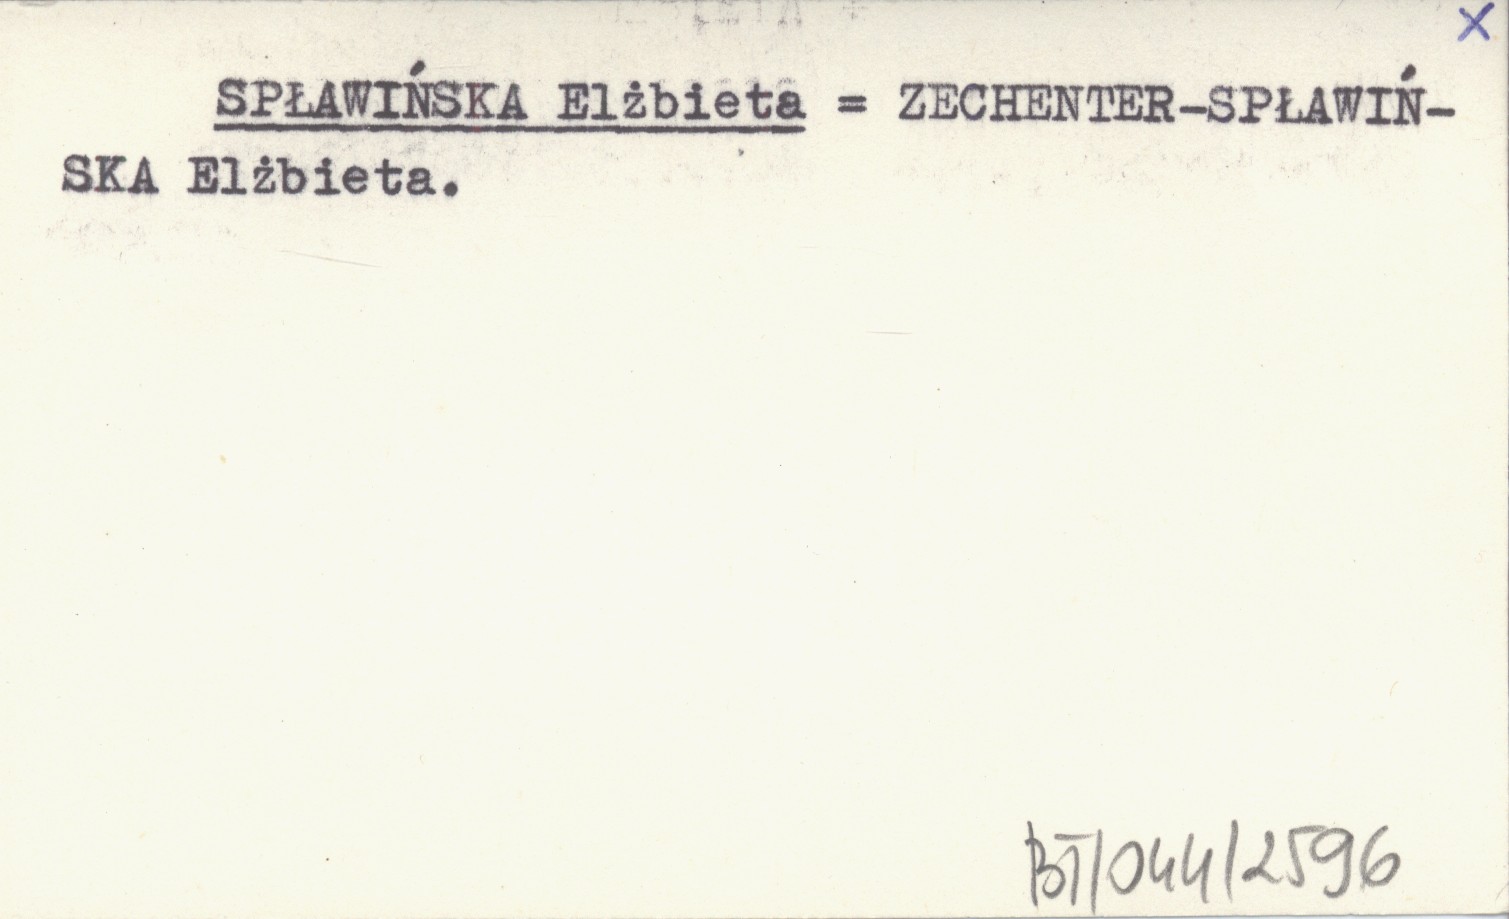 x
SPŁAWIŃSKA Elżbieta = ZECHENTER-SPŁAWIŃ-
SKA Elżbieta.
BT/044/2596